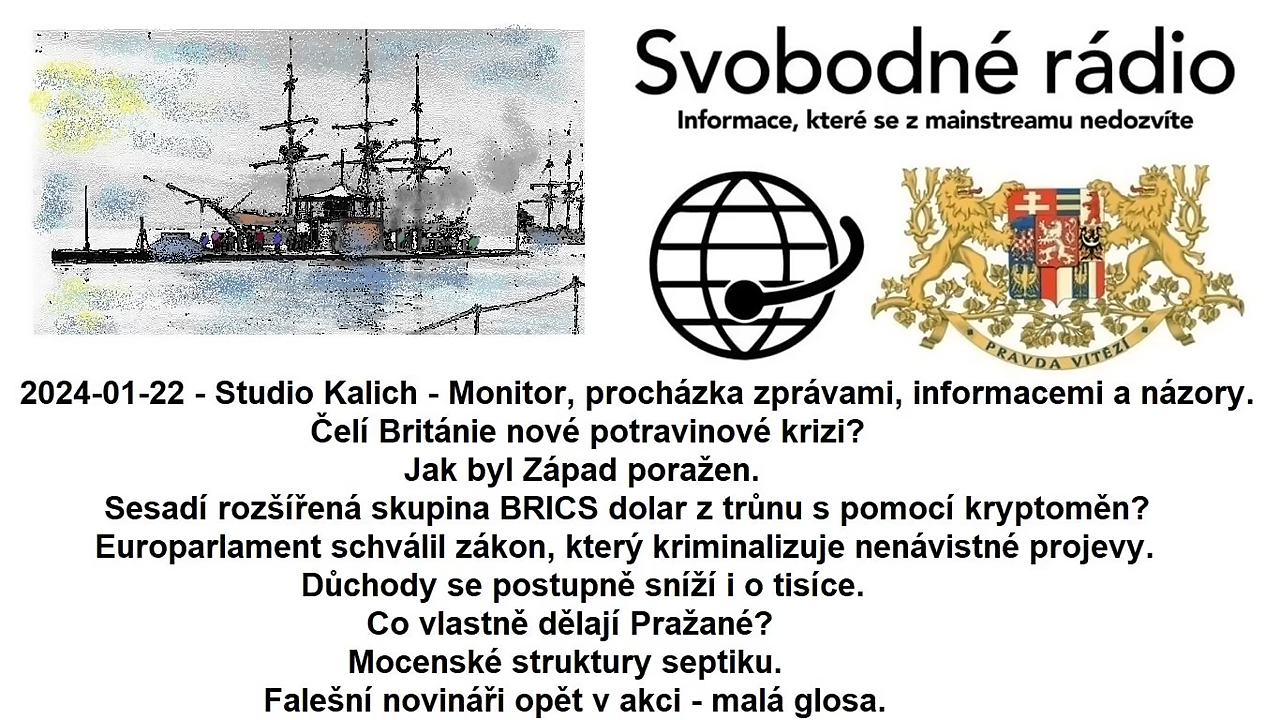 Svobodné rádio
Informace, které se z mainstreamu nedozvíte
PRAVDA VÍTĚZÍ
2024-01-22 - Studio Kalich - Monitor, procházka zprávami, informacemi a názory.
Čelí Británie nové potravinové krizi?
Jak byl Západ poražen.
Sesadí rozšířená skupina BRICS dolar z trůnu s pomocí kryptoměn?
Europarlament schválil zákon, který kriminalizuje nenávistné projevy.
Důchody se postupně sníží i o tisíce.
Co vlastně dělají Pražané?
Mocenské struktury septiku.
Falešní novináři opět v akci - malá glosa.